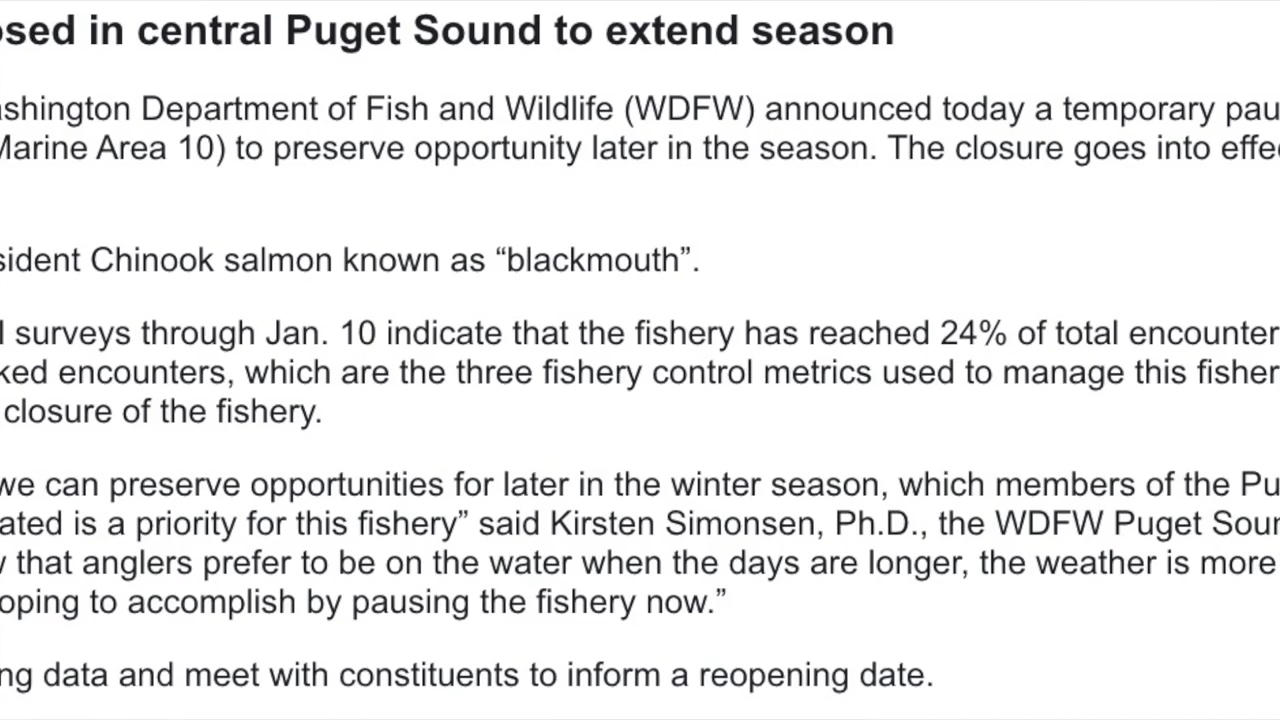 osed in central Puget Sound to extend season
ashington Department of Fish and Wildlife (WDFW) announced today a temporary pau
Marine Area 10) to preserve opportunity later in the season. The closure goes into effe
sident Chinook salmon known as “blackmouth”.
l surveys through Jan. 10 indicate that the fishery has reached 24% of total encounter
ked encounters, which are the three fishery control metrics used to manage this fisher
closure of the fishery.
we can preserve opportunities for later in the winter season, which members of the Pu
ated is a priority for this fishery” said Kirsten Simonsen, Ph.D., the WDFW Puget Soun
that anglers prefer to be on the water when the days are longer, the weather is more
oping to accomplish by pausing the fishery now.”
ng data and meet with constituents to inform a reopening date.